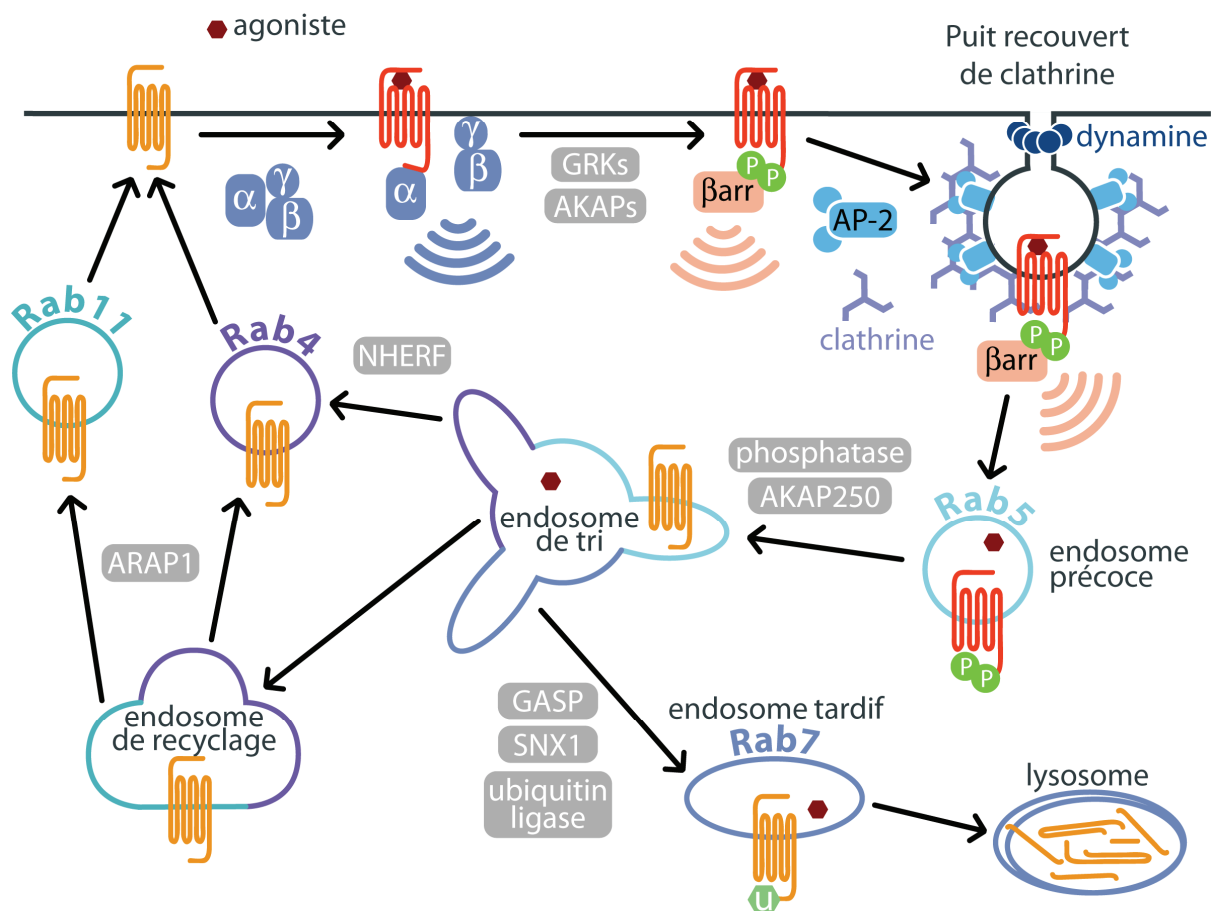 agoniste
Puit recouvert
de clathrine
dynamine
γ
α
β
γ
β
α
GRKs
AKAPs
P
P
βarr
AP-2
clathrine
P
P
βarr
Rab11
Rab4
NHERF
phosphatase
AKAP250
Rab5
endosome
précoce
P
P
endosome
de tri
ARAP1
endosome
de recyclage
GASP
SNX1
ubiquitin
ligase
endosome tardif
Rab7
u
lysosome